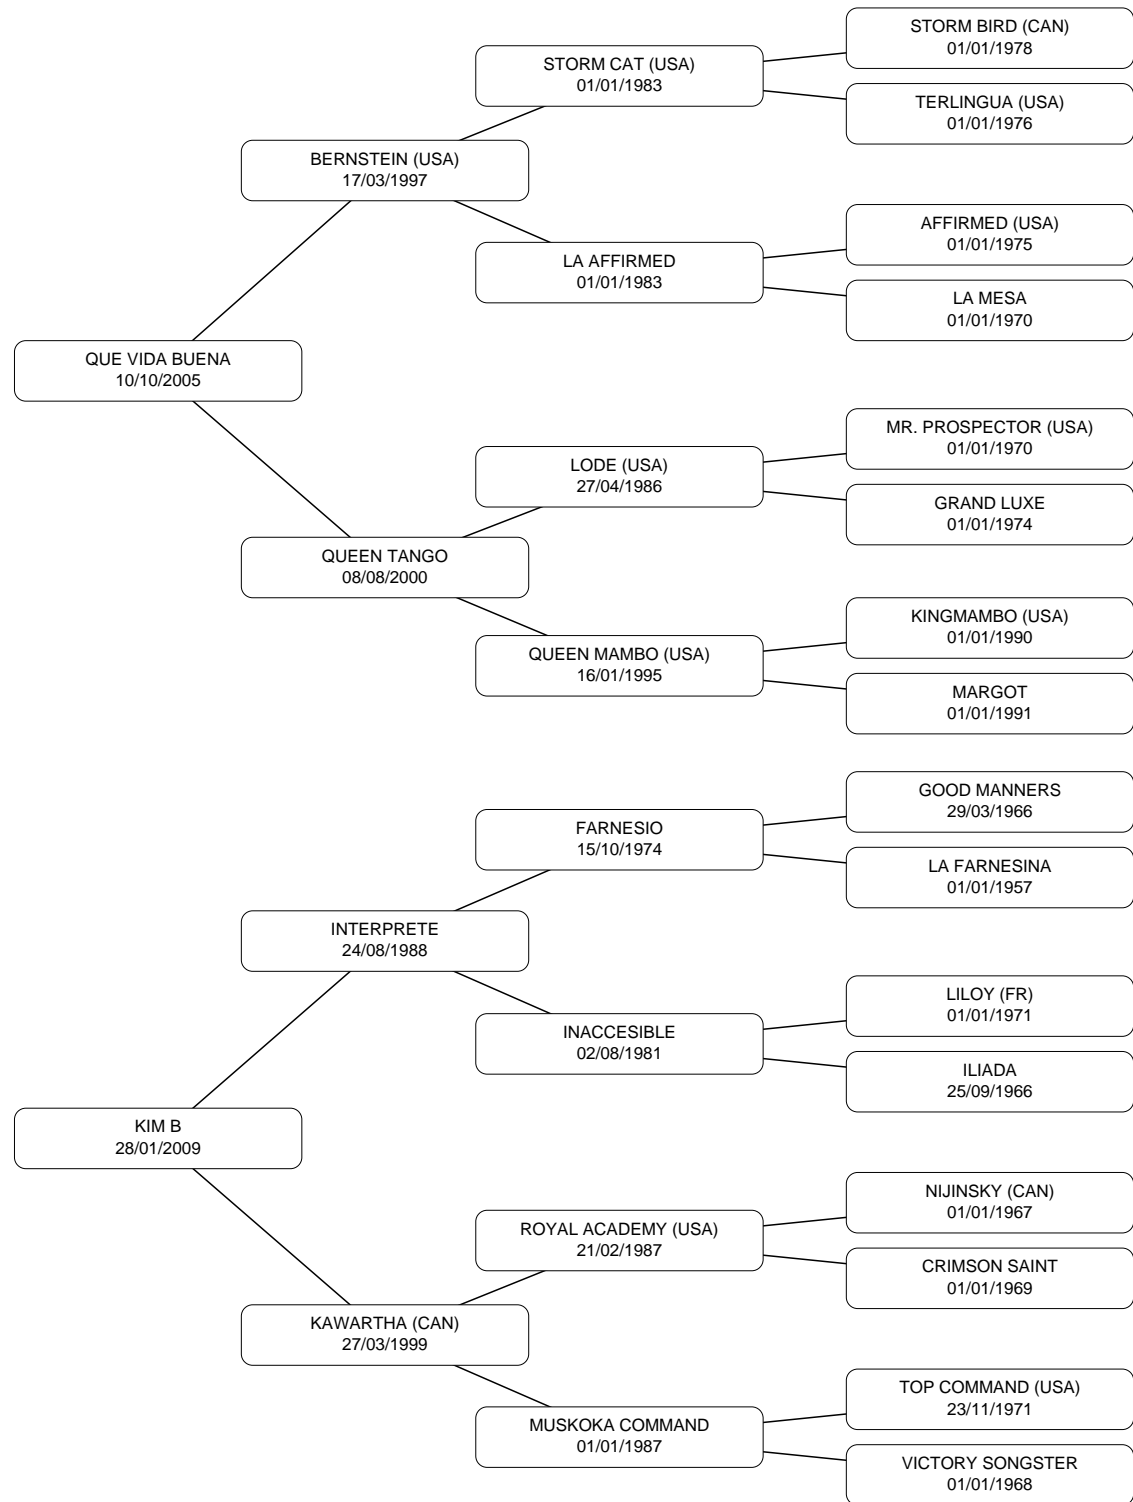 STORM BIRD (CAN)
01/01/1978
STORM CAT (USA)
01/01/1983
TERLINGUA (USA)
01/01/1976
BERNSTEIN (USA)
17/03/1997
AFFIRMED (USA)
01/01/1975
LA AFFIRMED
01/01/1983
LA MESA
01/01/1970
QUE VIDA BUENA
10/10/2005
MR. PROSPECTOR (USA)
01/01/1970
LODE (USA)
27/04/1986
GRAND LUXE
01/01/1974
QUEEN TANGO
08/08/2000
KINGMAMBO (USA)
01/01/1990
QUEEN MAMBO (USA)
16/01/1995
MARGOT
01/01/1991
GOOD MANNERS
29/03/1966
FARNESIO
15/10/1974
LA FARNESINA
01/01/1957
INTERPRETE
24/08/1988
LILOY (FR)
01/01/1971
INACCESIBLE
02/08/1981
ILIADA
25/09/1966
KIM B
28/01/2009
NIJINSKY (CAN)
01/01/1967
ROYAL ACADEMY (USA)
21/02/1987
CRIMSON SAINT
01/01/1969
KAWARTHA (CAN)
27/03/1999
TOP COMMAND (USA)
23/11/1971
MUSKOKA COMMAND
01/01/1987
VICTORY SONGSTER
01/01/1968